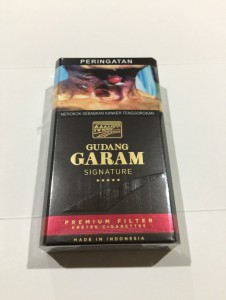 PERINGATAN
MEROKOK SEBABKAN KANKER TENGGOROKAN
GUDANG
GARAM
SIGNATURE
PREMIUM FILTER
KRETEK CIGARETTES
MADE IN INDONESIA